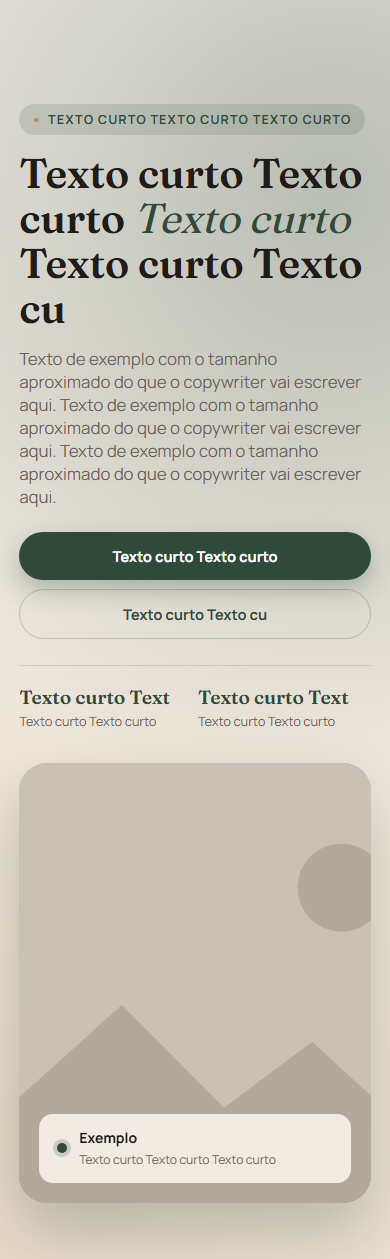 TEXTO CURTO TEXTO CURTO TEXTO CURTO
Texto curto Texto
curto Texto curto
Texto curto Texto
cu
Texto de exemplo com o tamanho
aproximado do que o copywriter vai escrever
aqui. Texto de exemplo com o tamanho
aproximado do que o copywriter vai escrever
aqui. Texto de exemplo com o tamanho
aproximado do que o copywriter vai escrever
aqui.
Texto curto Texto curto
Texto curto Texto cu
Texto curto Text
Texto curto Texto curto
Texto curto Text
Texto curto Texto curto
Exemplo
Texto curto Texto curto Texto curto